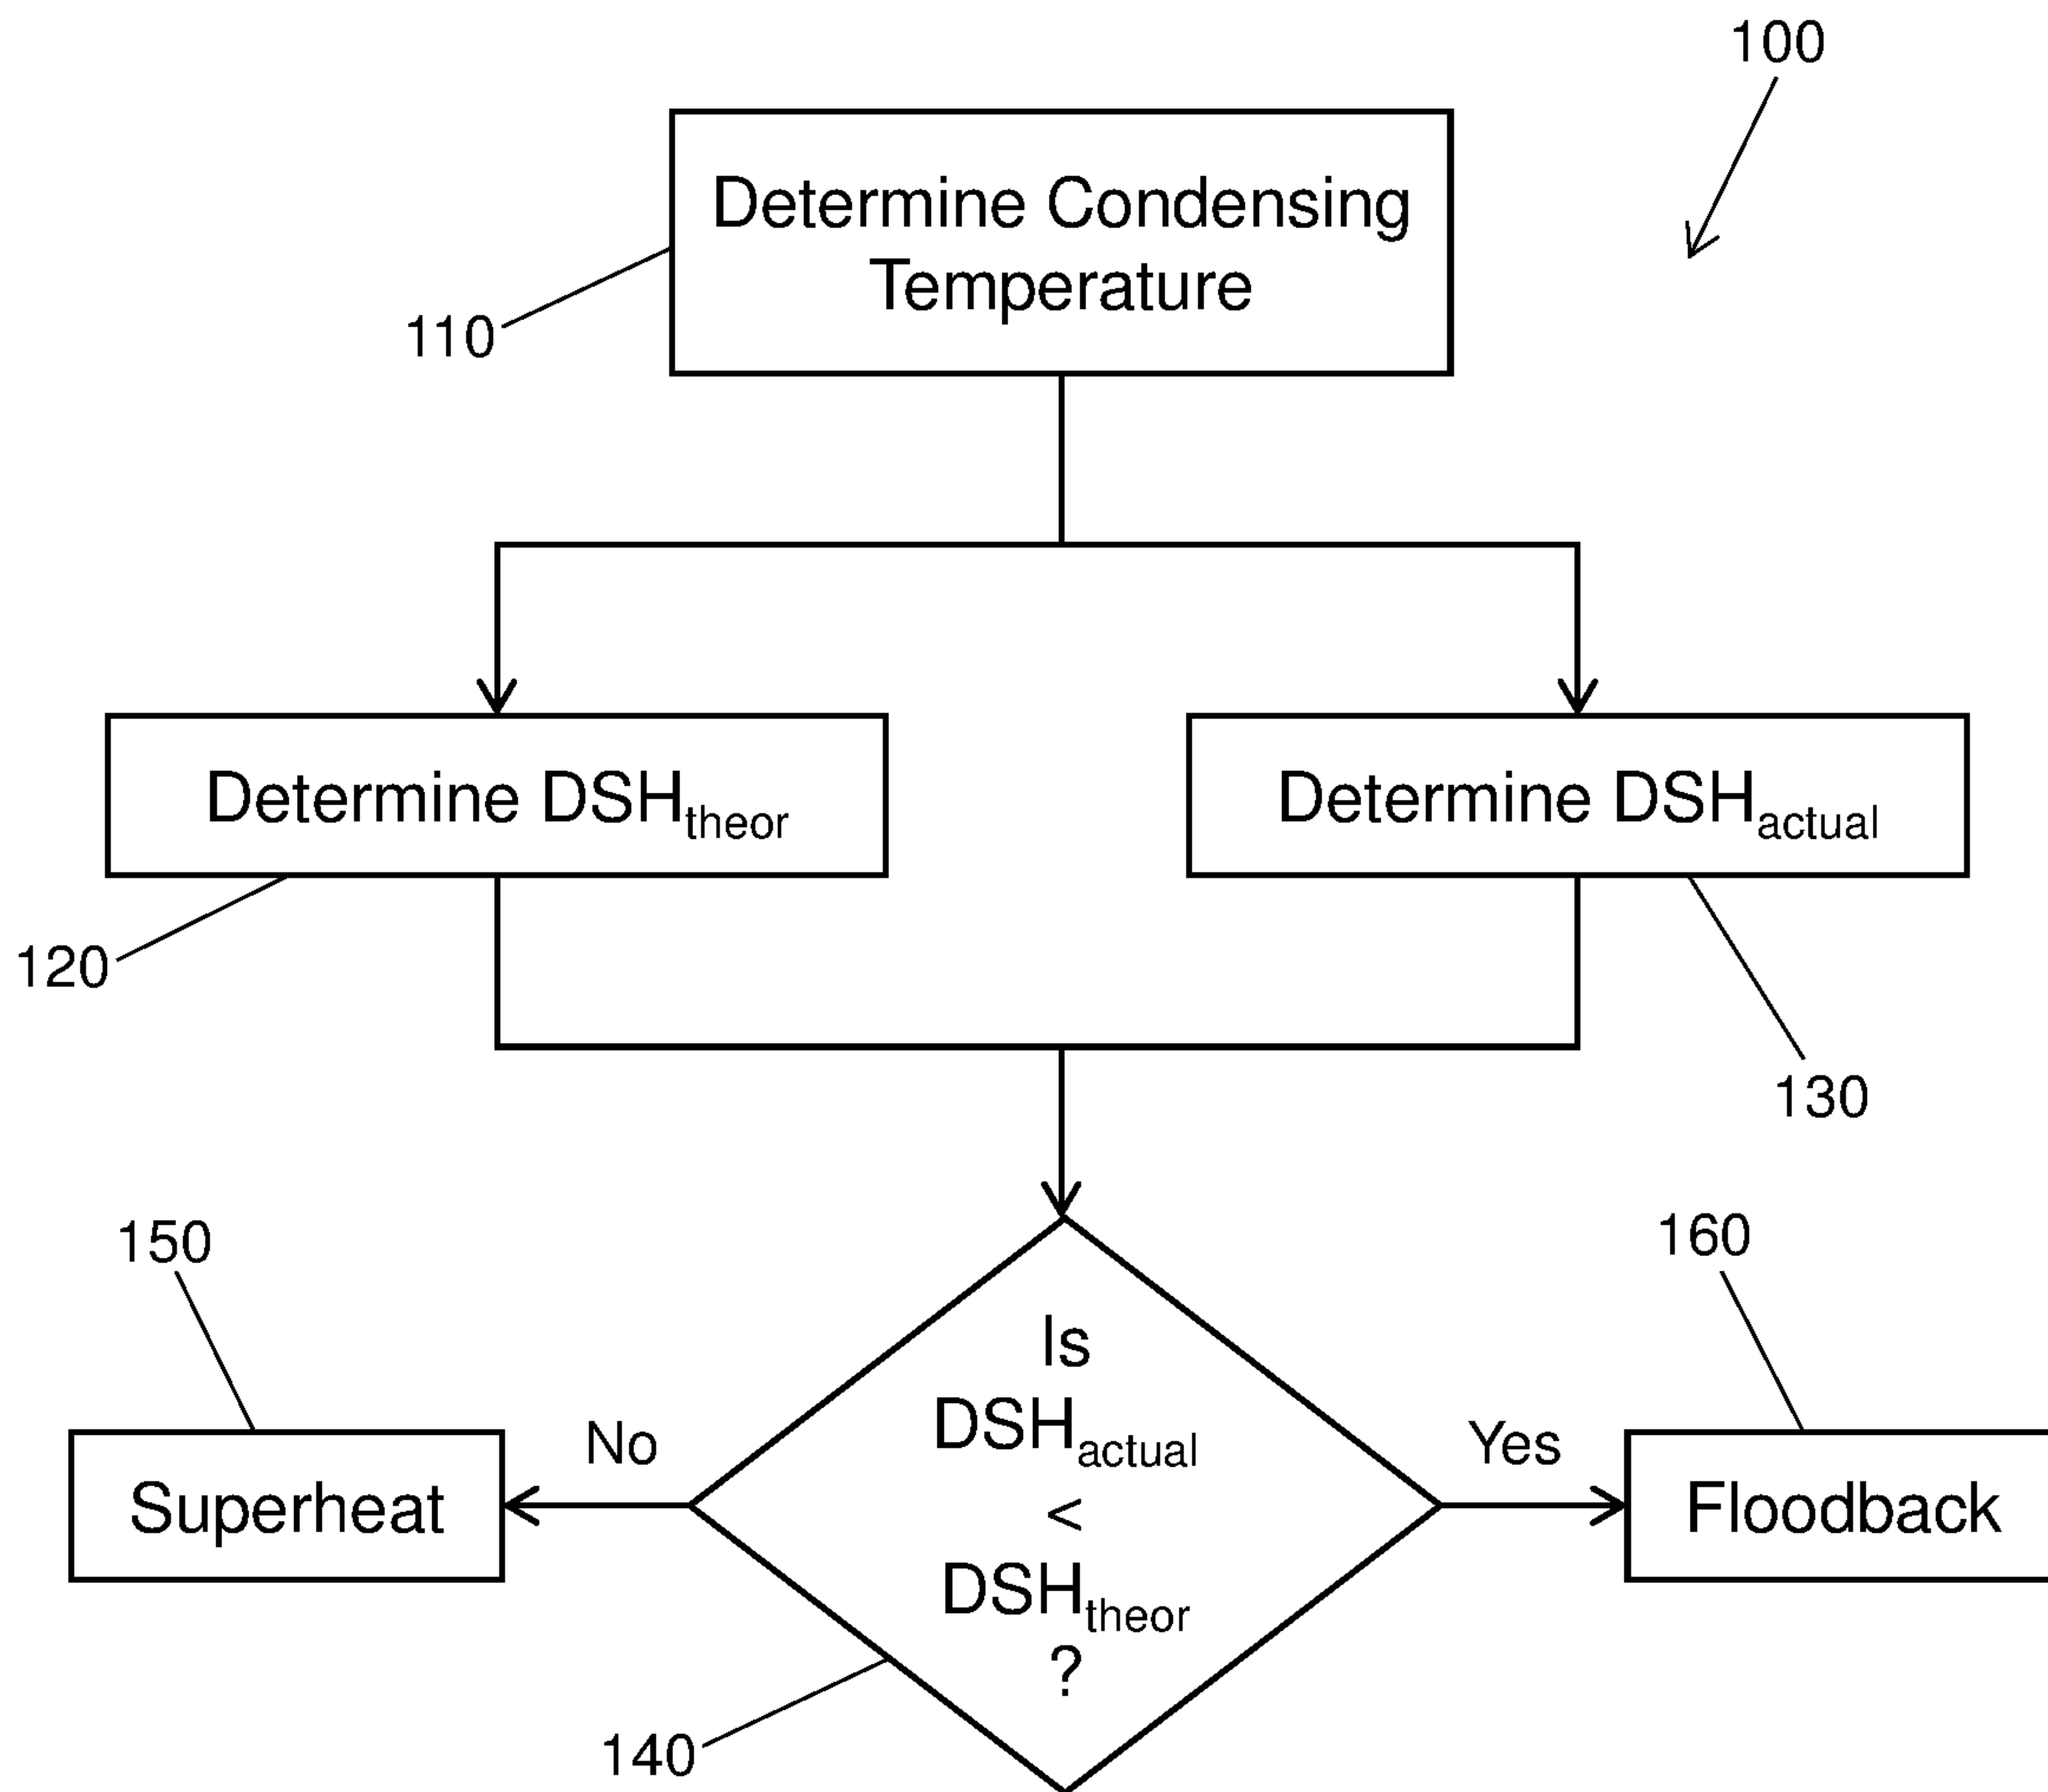 100
Determine Condensing
Temperature
110
Determine DSHtheor
Determine DSHactual
120
130
150
160
Is
DSHactual
<
DSHtheor
?
No
Yes
Superheat
Floodback
140